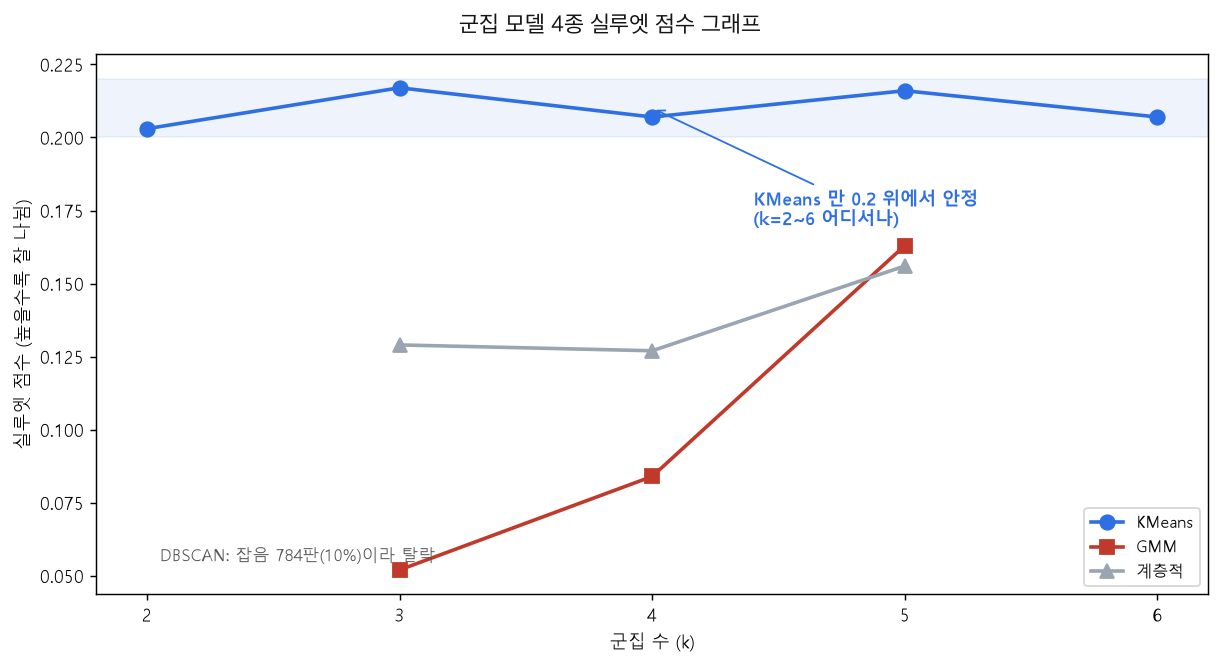 군집 모델 4종 실루엣 점수 그래프
실루엣 점수 (높을수록 잘 나뉨)
0.225
0.200
0.175
0.150
0.125
0.100
0.075
0.050
KMeans 만 0.2 위에서 안정
(k=2~6 어디서나)
DBSCAN: 잡음 784판(10%)이라 탈락
KMeans
GMM
계층적
2
3
4
5
6
군집 수 (k)